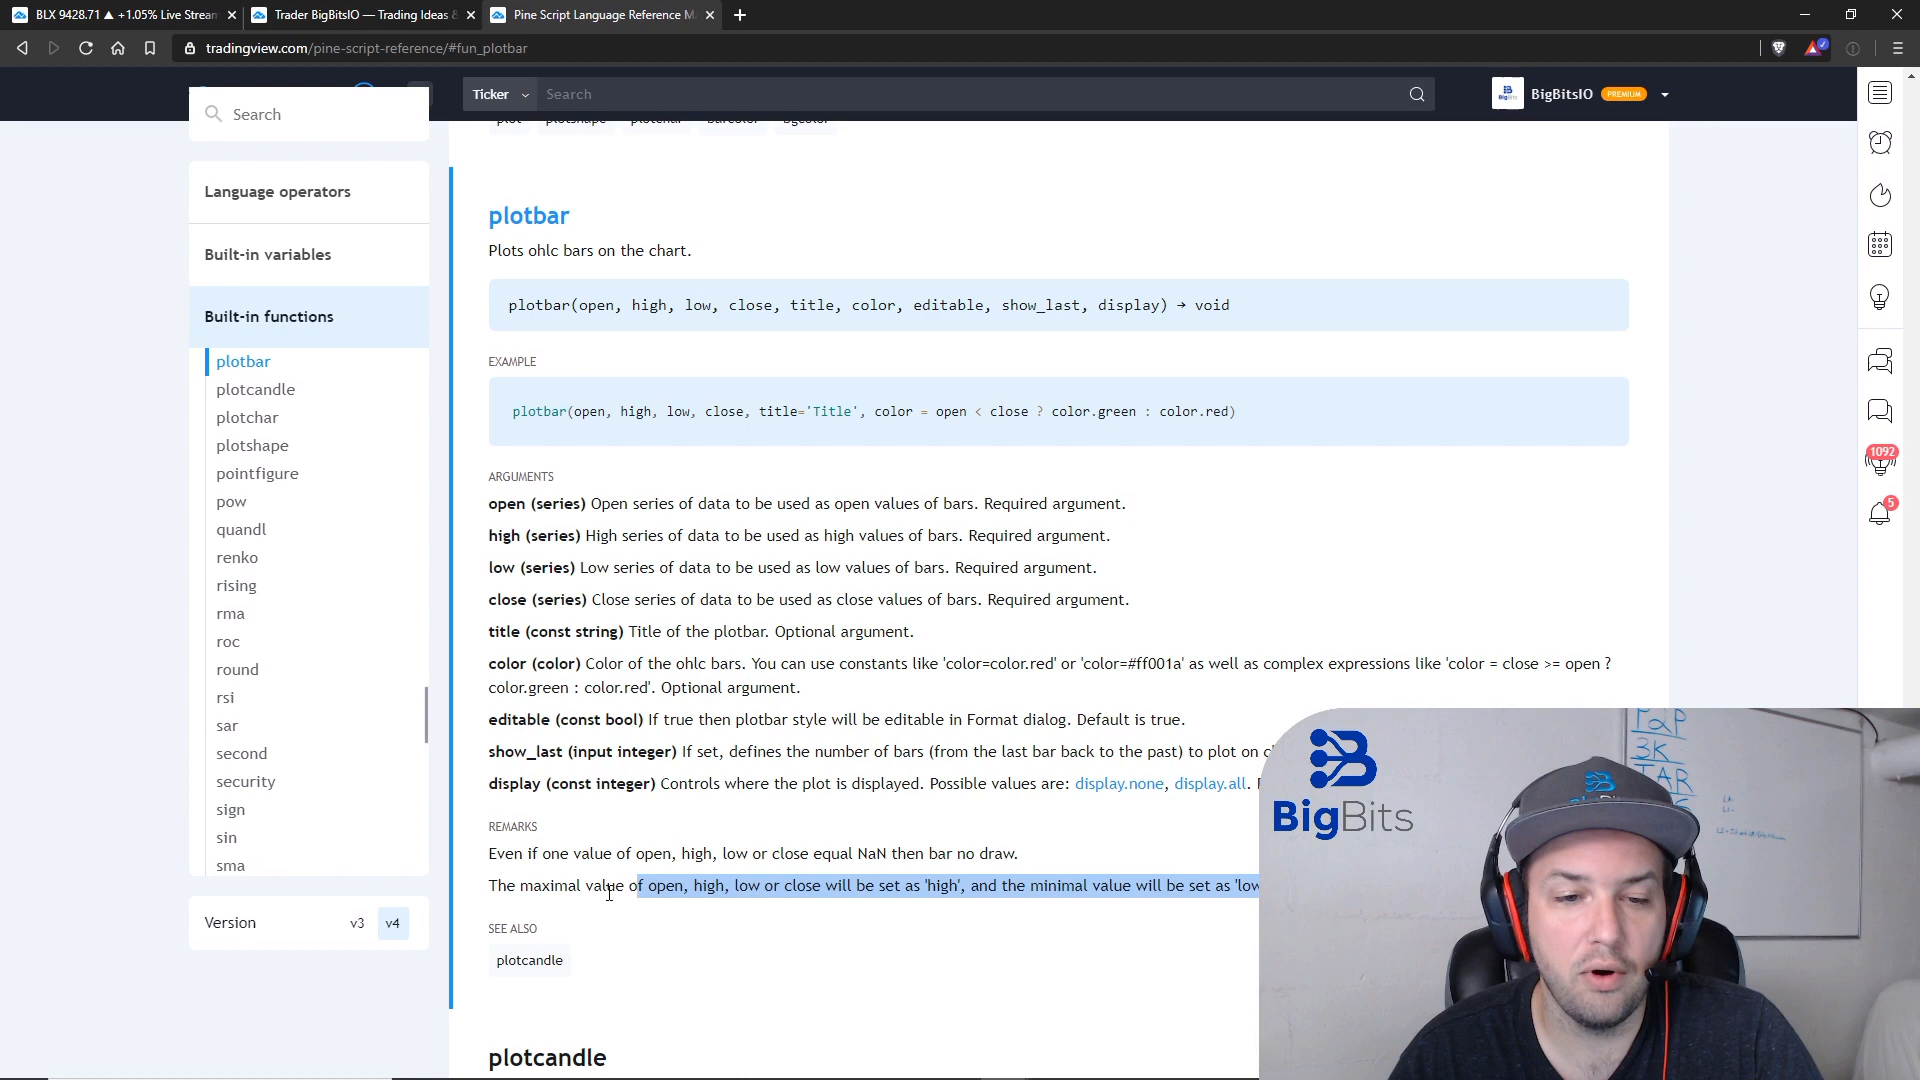 BLX 9428.71 ▲ +1.05% Live Stream
Trader BigBitsIO — Trading Ideas &
Pine Script Language Reference M
tradingview.com/pine-script-reference/#fun_plotbar
Search
Ticker
Search
BigBitsIO PREMIUM
plot plotshape plotchar barcolor bgcolor
Language operators
Built-in variables
Built-in functions
plotbar
plotcandle
plotchar
plotshape
pointfigure
pow
quandl
renko
rising
rma
roc
round
rsi
sar
second
security
sign
sin
sma
Version v3 v4
plotbar
Plots ohlc bars on the chart.
plotbar(open, high, low, close, title, color, editable, show_last, display) → void
EXAMPLE
plotbar(open, high, low, close, title='Title', color = open < close ? color.green : color.red)
ARGUMENTS
open (series) Open series of data to be used as open values of bars. Required argument.
high (series) High series of data to be used as high values of bars. Required argument.
low (series) Low series of data to be used as low values of bars. Required argument.
close (series) Close series of data to be used as close values of bars. Required argument.
title (const string) Title of the plotbar. Optional argument.
color (color) Color of the ohlc bars. You can use constants like 'color=color.red' or 'color=#ff001a' as well as complex expressions like 'color = close >= open ?
color.green : color.red'. Optional argument.
editable (const bool) If true then plotbar style will be editable in Format dialog. Default is true.
show_last (input integer) If set, defines the number of bars (from the last bar back to the past) to plot on c
display (const integer) Controls where the plot is displayed. Possible values are: display.none, display.all.
REMARKS
Even if one value of open, high, low or close equal NaN then bar no draw.
The maximal value of open, high, low or close will be set as 'high', and the minimal value will be set as 'low
SEE ALSO
plotcandle
plotcandle
1092
5
BigBits
3K
TAR